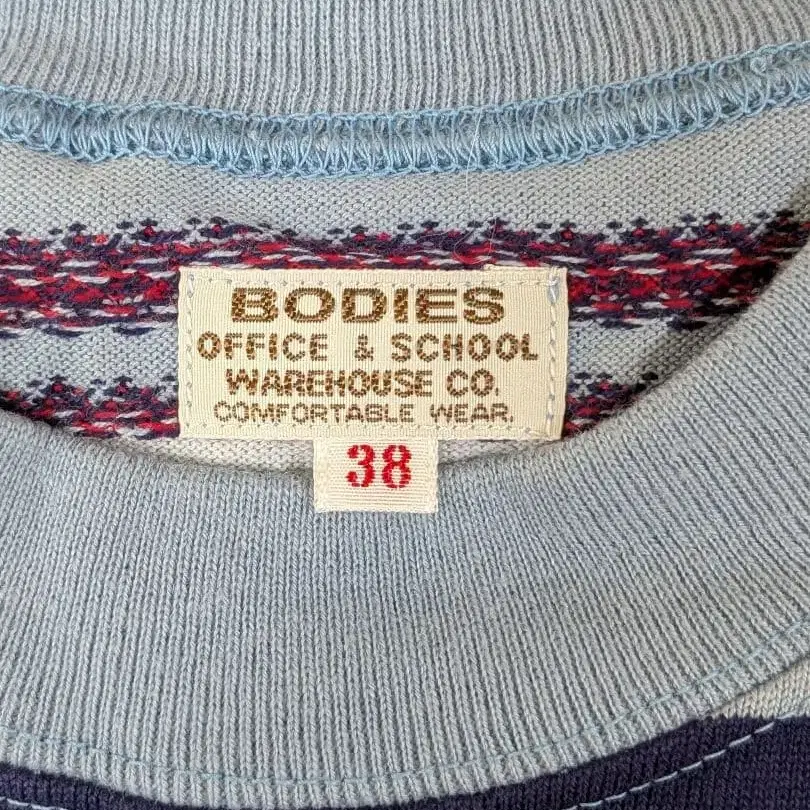 BODIES
OFFICE & SCHOOL
WAREHOUSE CO.
COMFORTABLE WEAR.
38